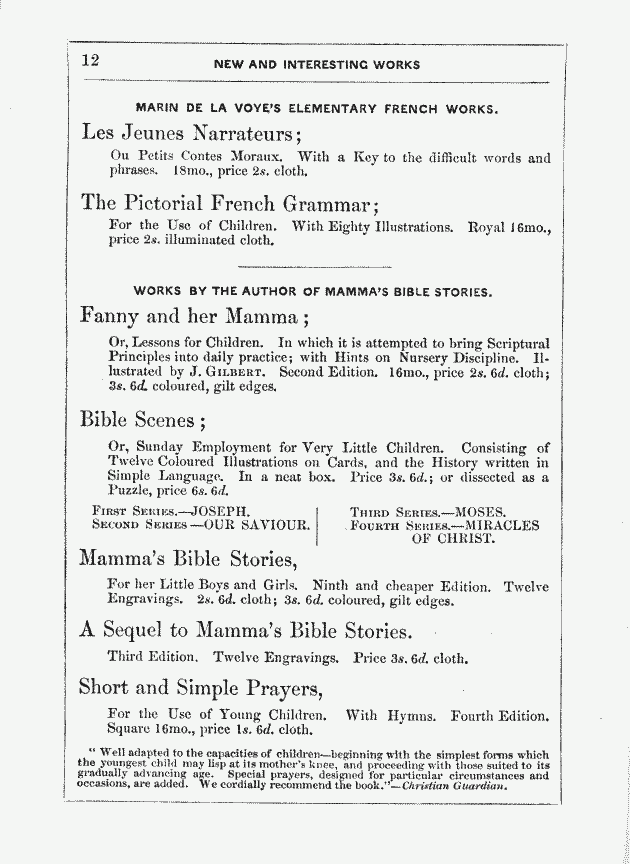 12
NEW AND INTERESTING WORKS
MARIN DE LA VOYE'S ELEMENTARY FRENCH WORKS.
Les Jeunes Narrateurs;
Ou Petits Contes Moraux. With a Key to the difficult words and
phrases. 18mo., price 2s. cloth.
The Pictorial French Grammar;
For the Use of Children. With Eighty Illustrations. Royal 16mo.,
price 2s. illuminated cloth.
WORKS BY THE AUTHOR OF MAMMA'S BIBLE STORIES.
Fanny and her Mamma;
Or, Lessons for Children. In which it is attempted to bring Scriptural
Principles into daily practice; with Hints on Nursery Discipline. Il-
lustrated by J. GILBERT. Second Edition. 16mo., price 2s. 6d. cloth;
3s. 6d. coloured, gilt edges.
Bible Scenes;
Or, Sunday Employment for Very Little Children. Consisting of
Twelve Coloured Illustrations on Cards, and the History written in
Simple Language. In a neat box. Price 3s. 6d.; or dissected as a
Puzzle, price 6s. 6d.
FIRST SERIES.—JOSEPH.
SECOND SERIES—OUR SAVIOUR.
THIRD SERIES.—MOSES.
FOURTH SERIES.—MIRACLES
OF CHRIST.
Mamma's Bible Stories,
For her Little Boys and Girls. Ninth and cheaper Edition. Twelve
Engravings. 2s. 6d. cloth; 3s. 6d. coloured, gilt edges.
A Sequel to Mamma's Bible Stories.
Third Edition. Twelve Engravings. Price 3s. 6d. cloth.
Short and Simple Prayers,
For the Use of Young Children. With Hymns. Fourth Edition.
Square 16mo., price 1s. 6d. cloth.
"Well adapted to the capacities of children—beginning with the simplest forms which
the youngest child may lisp at its mother's knee, and proceeding with those suited to its
gradually advancing age. Special prayers, designed for particular circumstances and
occasions, are added. We cordially recommend the book."—Christian Guardian.